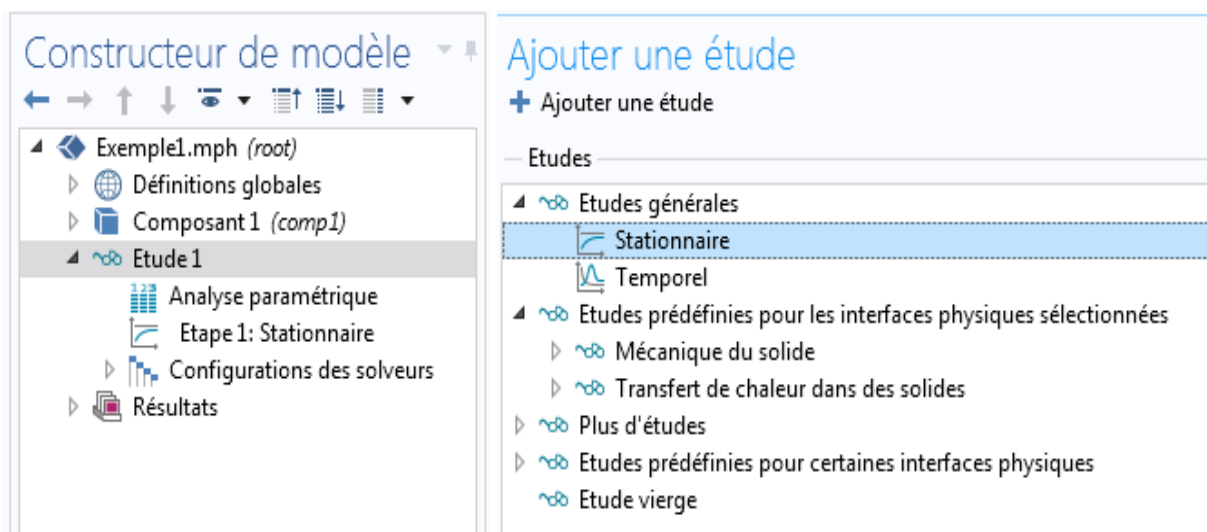 Constructeur de modèle
Exemple1.mph (root)
Définitions globales
Composant 1 (comp1)
Etude 1
123
Analyse paramétrique
Etape 1: Stationnaire
Configurations des solveurs
Résultats
Ajouter une étude
Ajouter une étude
Etudes
Etudes générales
Stationnaire
Temporel
Etudes prédéfinies pour les interfaces physiques sélectionnées
Mécanique du solide
Transfert de chaleur dans des solides
Plus d'études
Etudes prédéfinies pour certaines interfaces physiques
Etude vierge